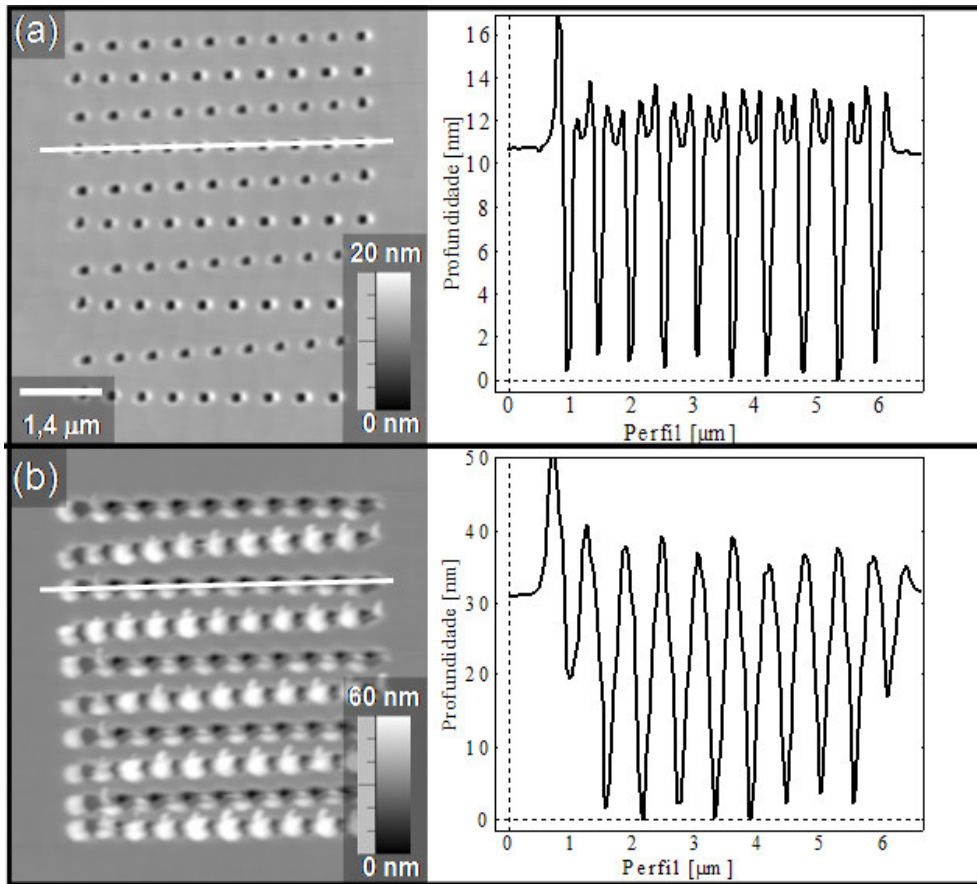 (a)
20 nm
0 nm
1,4 μm
Profundidade [nm]
16
14
12
10
8
6
4
2
0
0 1 2 3 4 5 6
Perfil [μm]
(b)
60 nm
0 nm
Profundidade [nm]
50
40
30
20
10
0
0 1 2 3 4 5 6
Perfil [μm]